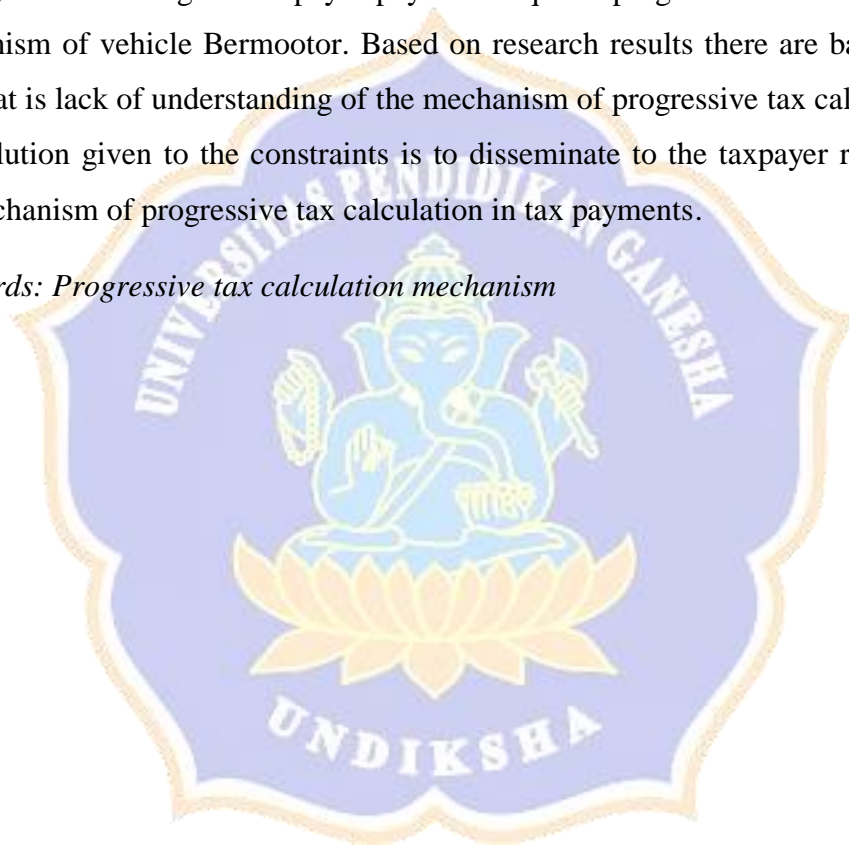 nism of vehicle Bermootor. Based on research results there are ba
at is lack of understanding of the mechanism of progressive tax cal
lution given to the constraints is to disseminate to the taxpayer r
chanism of progressive tax calculation in tax payments.
rds: Progressive tax calculation mechanism
UNIVERSITAS PENDIDIKAN GANESHA
UNDIKSHA